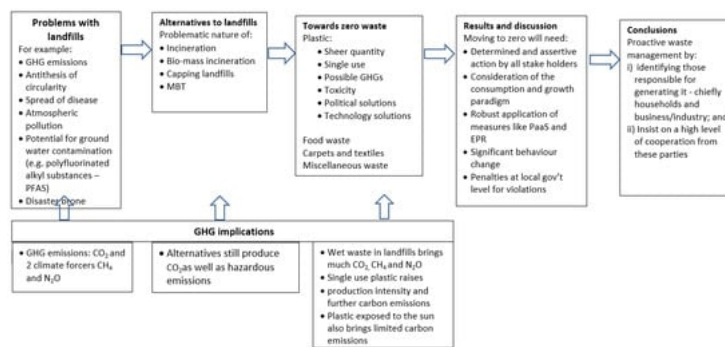 Problems with
landfills
For example:
• GHG emissions
• Antithesis of
circularity
• Spread of disease
• Atmospheric
pollution
• Potential for ground
water contamination
(e.g. polyfluorinated
alkyl substances –
PFAS)
• Disaster prone
Alternatives to landfills
Problematic nature of:
• Incineration
• Bio-mass incineration
• Capping landfills
• MBT
Towards zero waste
Plastic:
• Sheer quantity
• Single use
• Possible GHGs
• Toxicity
• Political solutions
• Technology solutions
Food waste
Carpets and textiles
Miscellaneous waste
Results and discussion
Moving to zero will need:
• Determined and assertive
action by all stake holders
• Consideration of the
consumption and growth
paradigm
• Robust application of
measures like PaaS and
EPR
• Significant behaviour
change
• Penalties at local gov't
level for violations
Conclusions
Proactive waste
management by:
i) identifying those
responsible for
generating it - chiefly
households and
business/industry; and
ii) Insist on a high level
of cooperation from
these parties
GHG implications
• GHG emissions: CO₂ and
2 climate forcers CH₄
and N₂O
• Alternatives still produce
CO₂as well as hazardous
emissions
• Wet waste in landfills brings
much CO₂, CH₄ and N₂O
• Single use plastic raises
• production intensity and
further carbon emissions
• Plastic exposed to the sun
also brings limited carbon
emissions